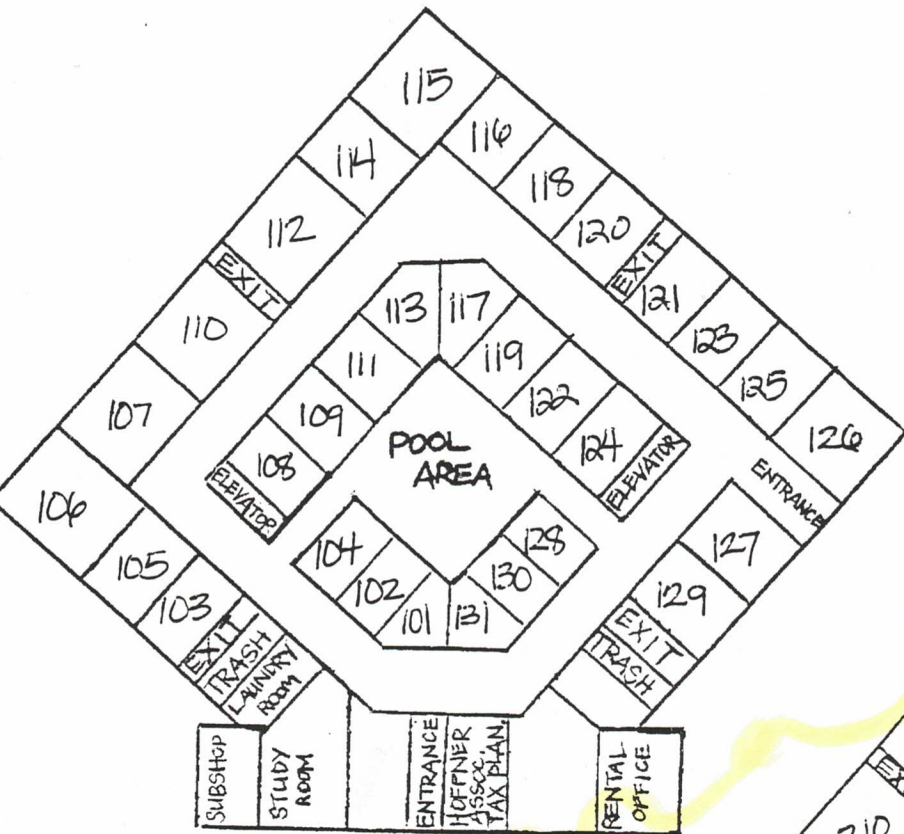 115
114
116
118
112
120
EXIT
EXIT
121
110
113
117
123
111
119
125
107
109
122
126
108
POOL
AREA
124
ELEVATOR
ELEVATOR
ENTRANCE
106
104
128
127
105
102
130
129
103
101
131
EXIT
TRASH
LAUNDRY
ROOM
EXIT
TRASH
SUBSHOP
STUDY
ROOM
ENTRANCE
HOFFNER
ASSOC.
TAX PLAN.
RENTAL
OFFICE
210